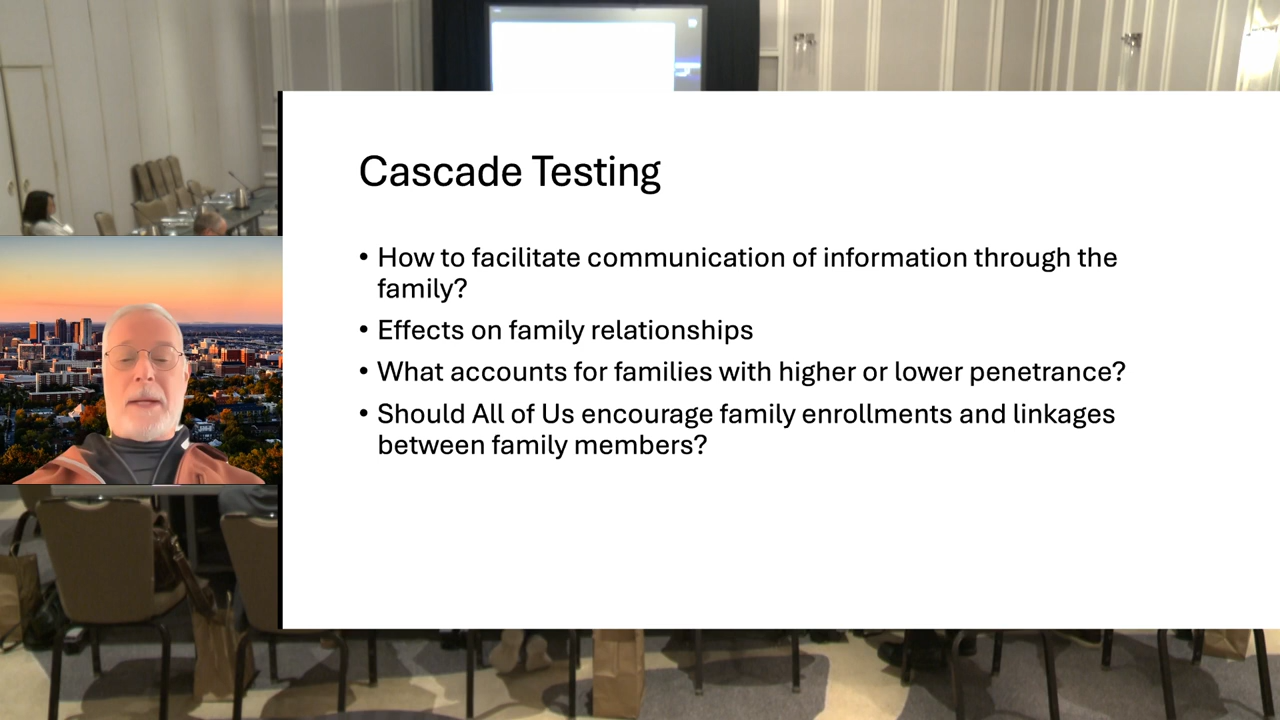 Cascade Testing
• How to facilitate communication of information through the
family?
• Effects on family relationships
• What accounts for families with higher or lower penetrance?
• Should All of Us encourage family enrollments and linkages
between family members?